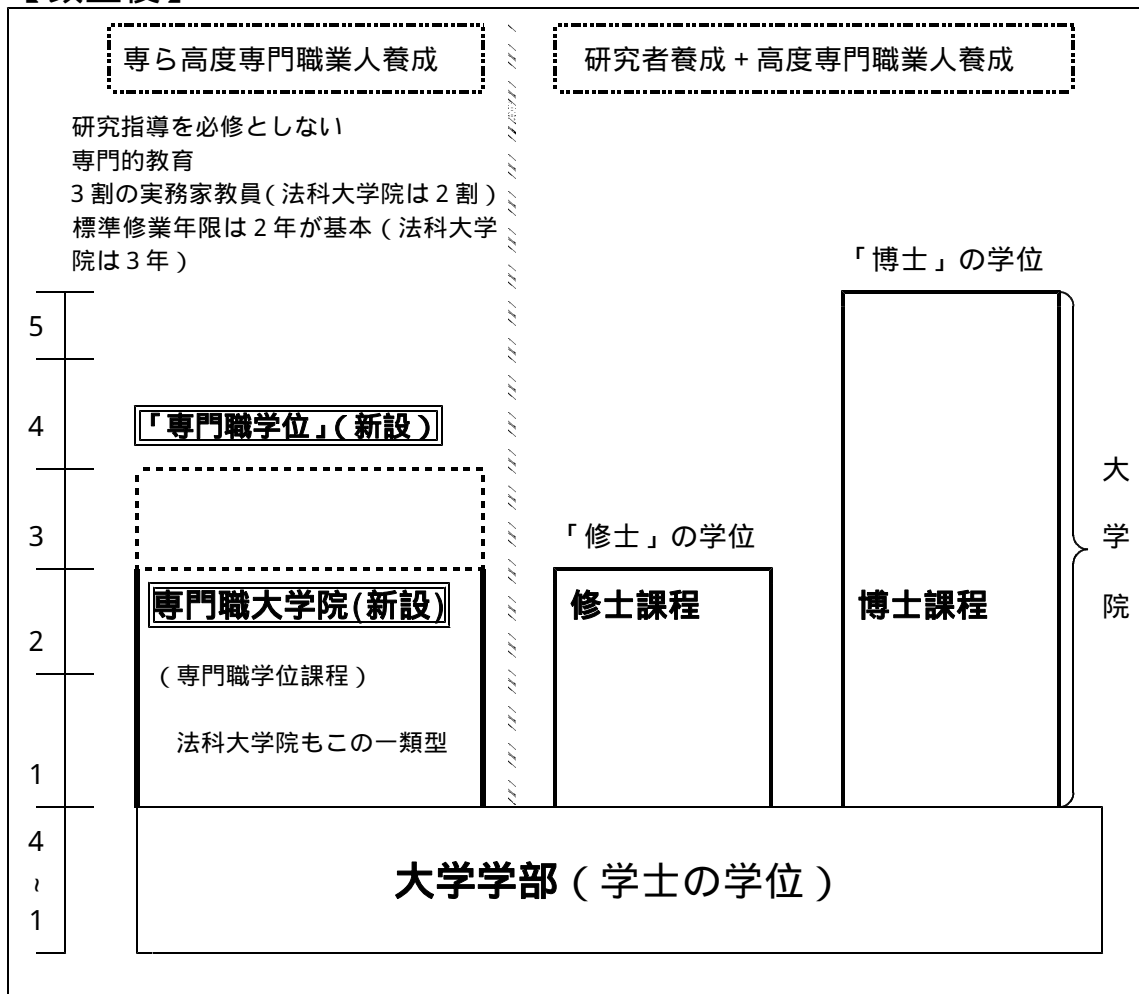 専ら高度専門職業人養成
研究者養成+高度専門職業人養成
研究指導を必修としない
専門的教育
3割の実務家教員(法科大学院は2割)
標準修業年限は2年が基本(法科大学
院は3年)
「博士」の学位
5
4
「専門職学位」(新設)
3
「修士」の学位
大
学
院
専門職大学院(新設)
修士課程
博士課程
2
(専門職学位課程)
法科大学院もこの一類型
1
4
~
1
大学学部(学士の学位)